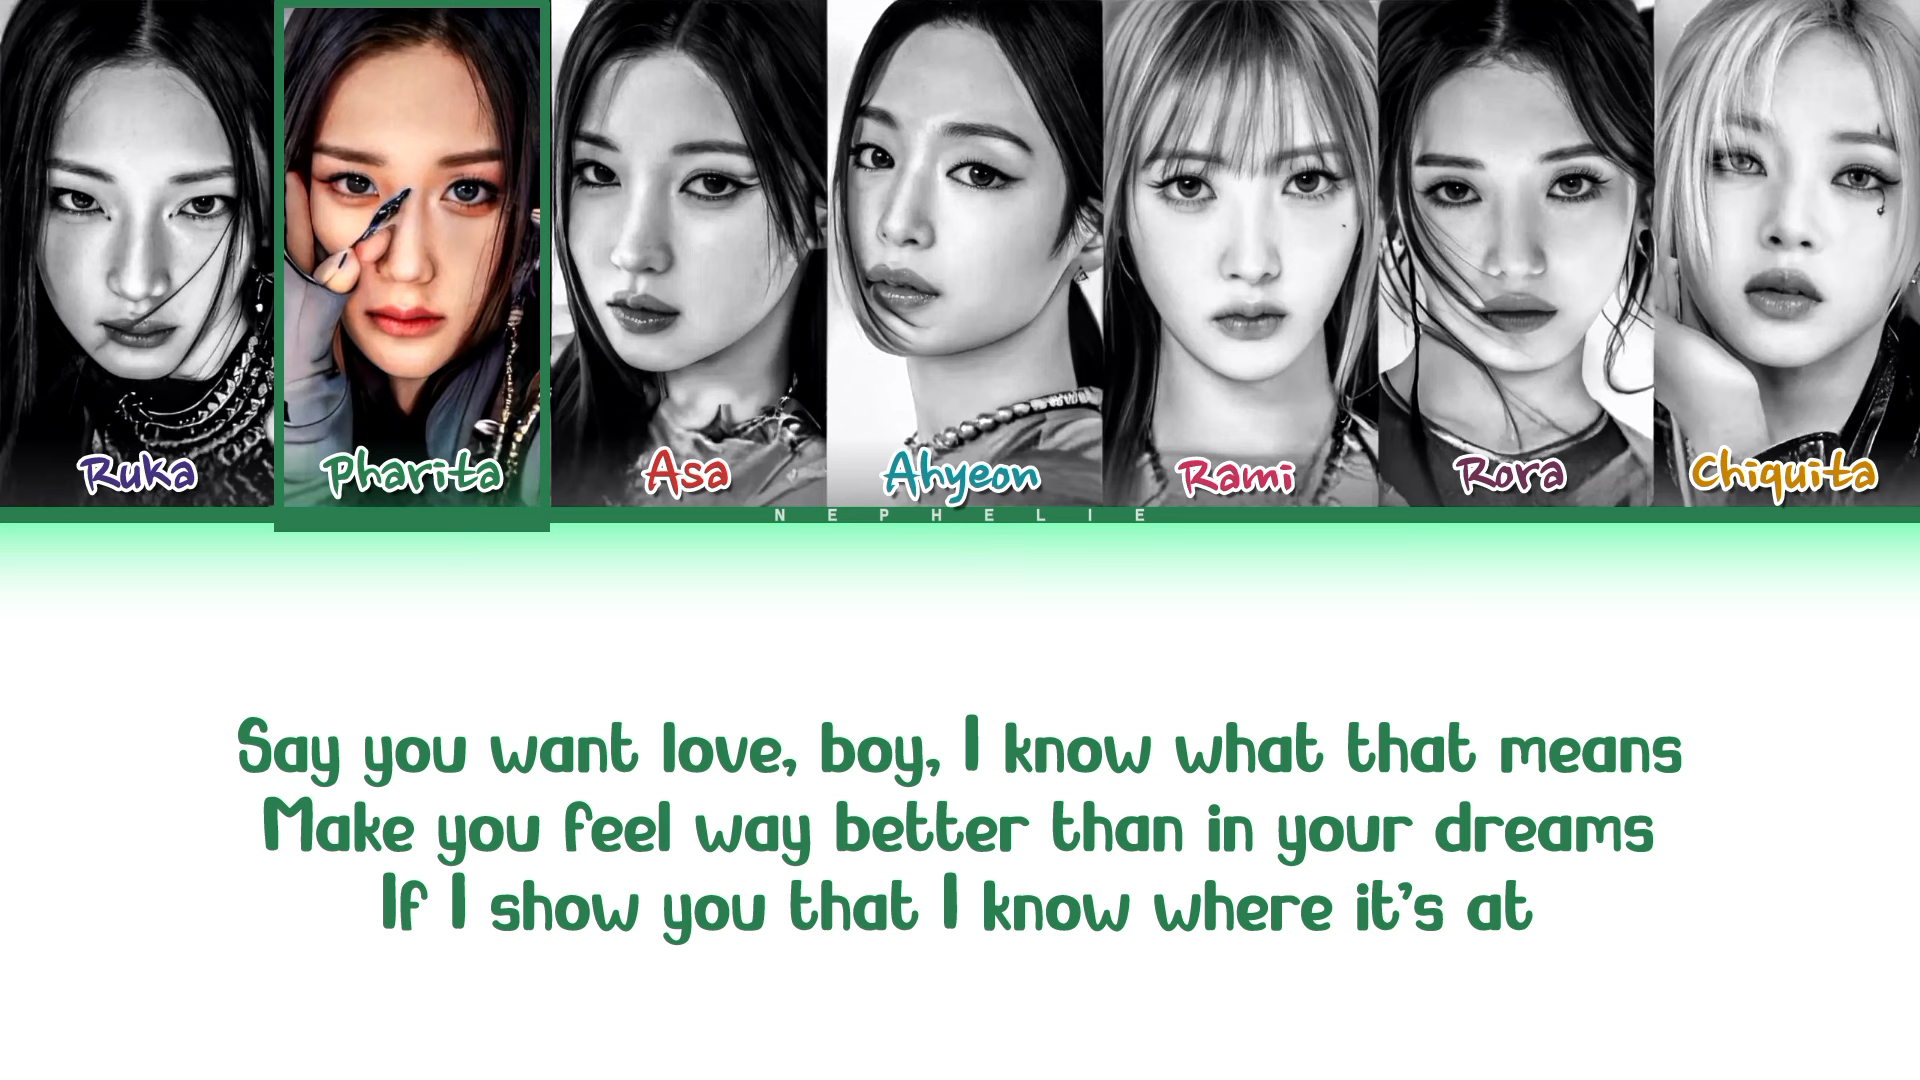 Ruka
Pharita
Asa
Ahyeon
Rami
Rora
Chiquita
NEPHELIE
Say you want love, boy, I know what that means
Make you feel way better than in your dreams
If I show you that I know where it's at